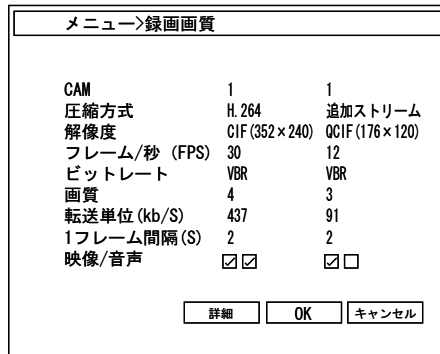 メニュー>録画画質
CAM 1 1
圧縮方式 H.264 追加ストリーム
解像度 CIF(352×240) QCIF(176×120)
フレーム/秒 (FPS) 30 12
ビットレート VBR VBR
画質 4 3
転送単位(kb/S) 437 91
1フレーム間隔(S) 2 2
映像/音声 ☑☑ ☑☐
詳細 OK キャンセル